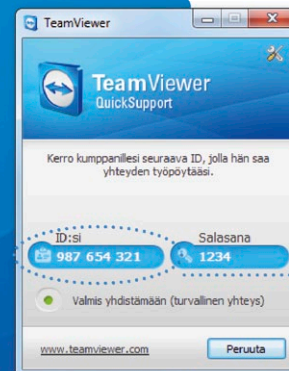 TeamViewer
TeamViewer
QuickSupport
Kerro kumppanillesi seuraava ID, jolla hän saa
yhteyden työpöytääsi.
ID:si
Salasana
987 654 321
1234
Valmis yhdistämään (turvallinen yhteys)
www.teamviewer.com
Peruuta